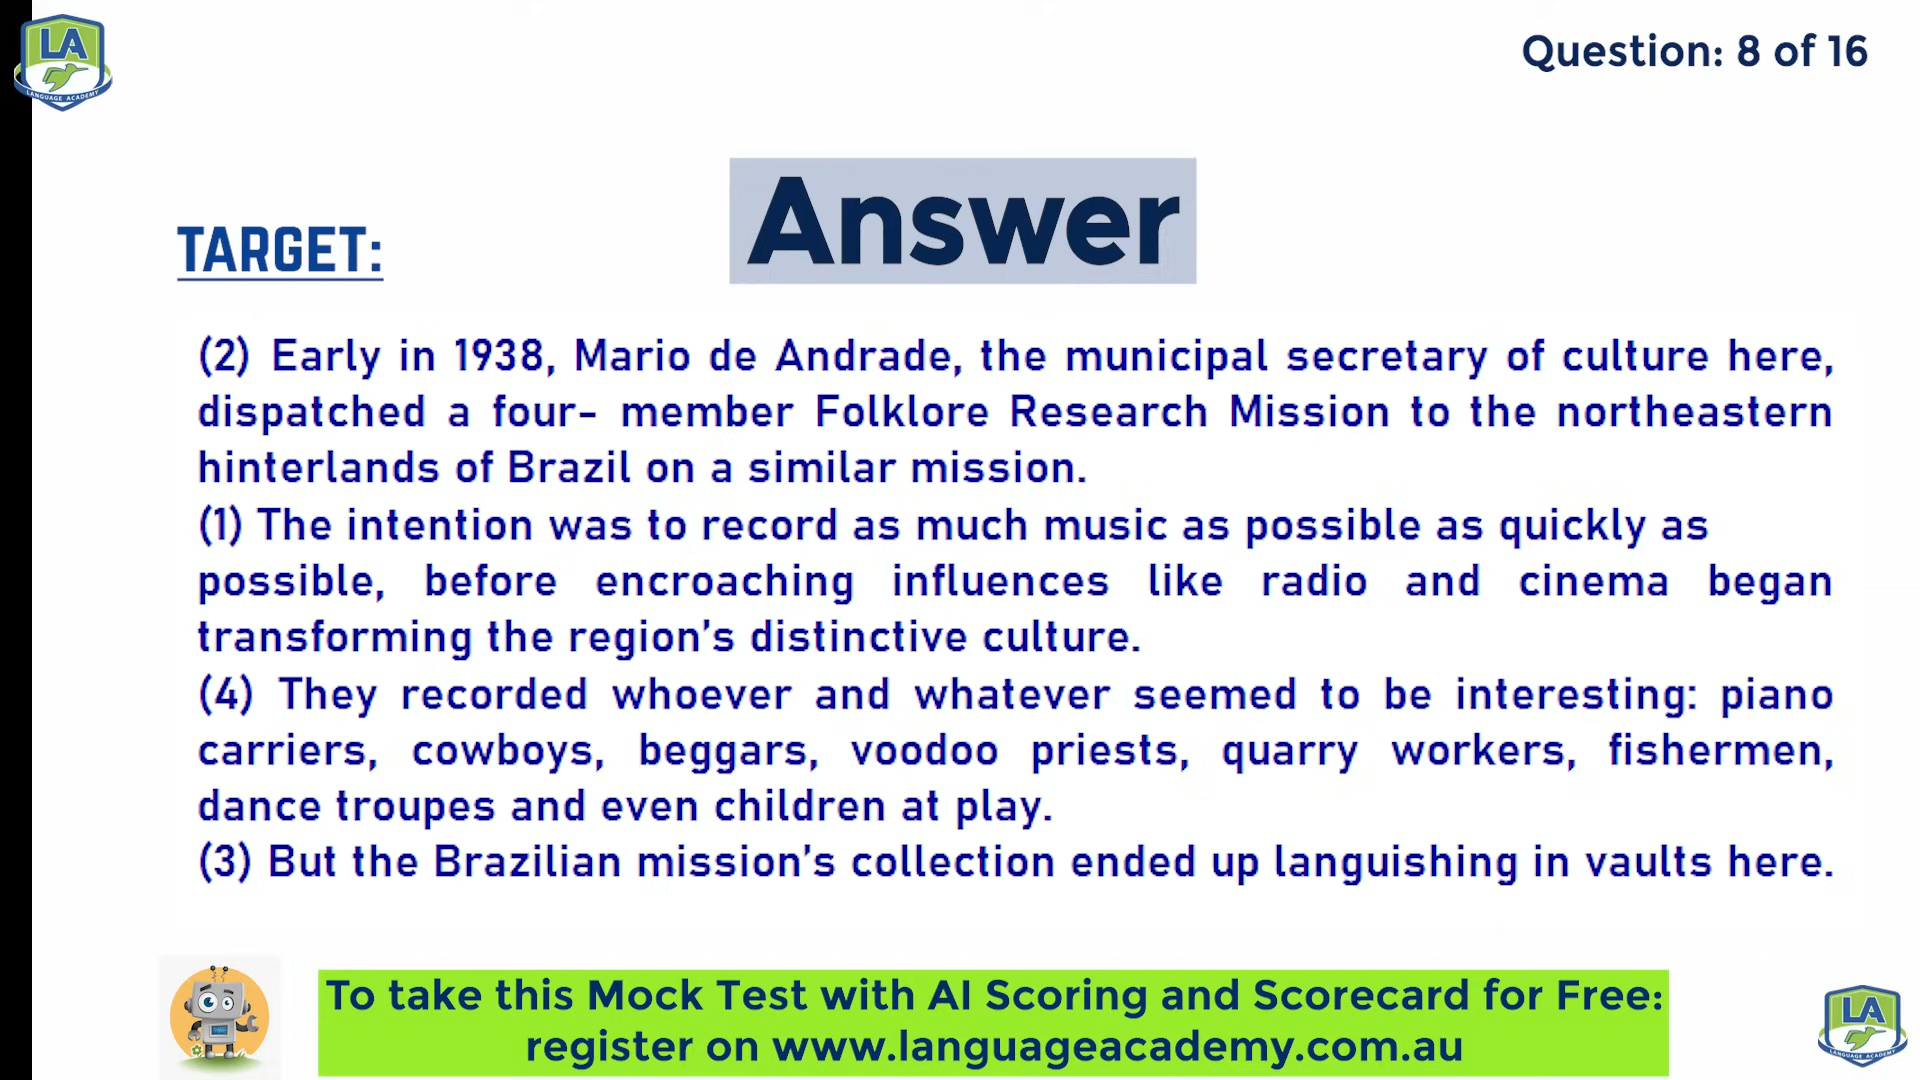 LA
LANGUAGE ACADEMY
Question: 8 of 16
Answer
TARGET:
(2) Early in 1938, Mario de Andrade, the municipal secretary of culture here,
dispatched a four- member Folklore Research Mission to the northeastern
hinterlands of Brazil on a similar mission.
(1) The intention was to record as much music as possible as quickly as
possible, before encroaching influences like radio and cinema began
transforming the region's distinctive culture.
(4) They recorded whoever and whatever seemed to be interesting: piano
carriers, cowboys, beggars, voodoo priests, quarry workers, fishermen,
dance troupes and even children at play.
(3) But the Brazilian mission's collection ended up languishing in vaults here.
To take this Mock Test with AI Scoring and Scorecard for Free:
register on www.languageacademy.com.au
LA
LANGUAGE ACADEMY